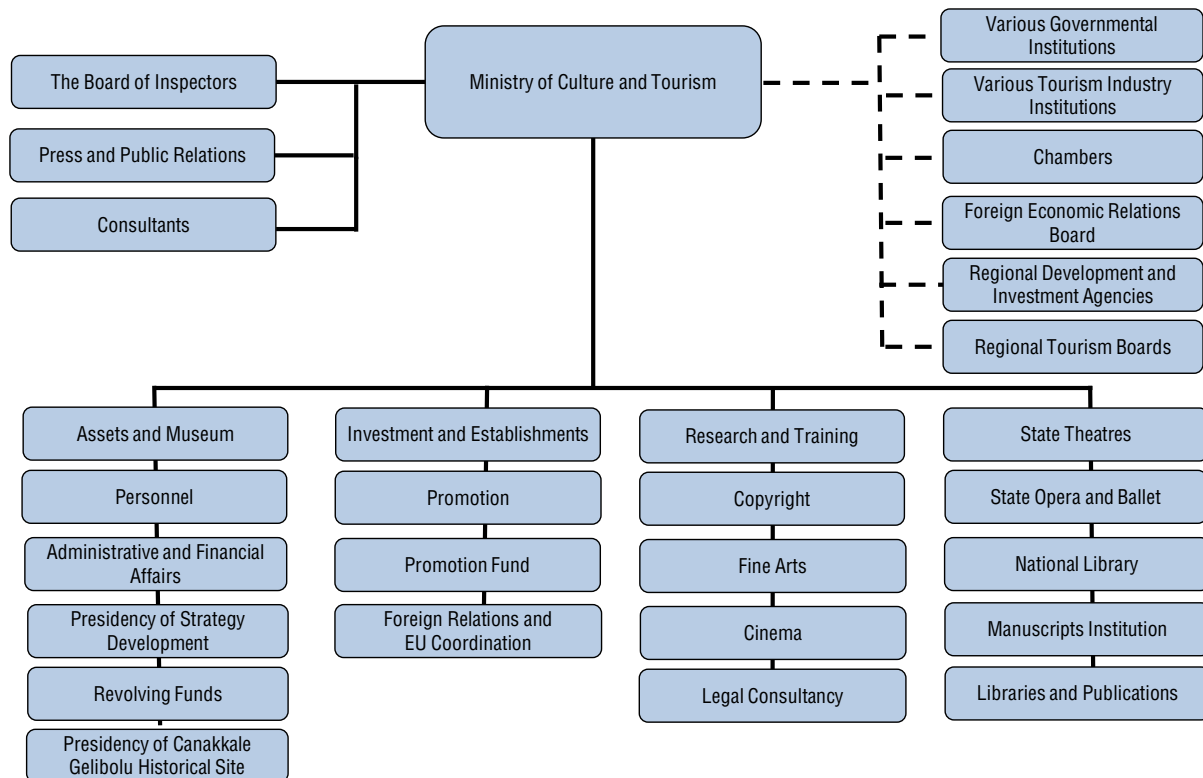 Ministry of Culture and Tourism
The Board of Inspectors
Press and Public Relations
Consultants
Various Governmental
Institutions
Various Tourism Industry
Institutions
Chambers
Foreign Economic Relations
Board
Regional Development and
Investment Agencies
Regional Tourism Boards
Assets and Museum
Personnel
Administrative and Financial
Affairs
Presidency of Strategy
Development
Revolving Funds
Presidency of Canakkale
Gelibolu Historical Site
Investment and Establishments
Promotion
Promotion Fund
Foreign Relations and
EU Coordination
Research and Training
Copyright
Fine Arts
Cinema
Legal Consultancy
State Theatres
State Opera and Ballet
National Library
Manuscripts Institution
Libraries and Publications